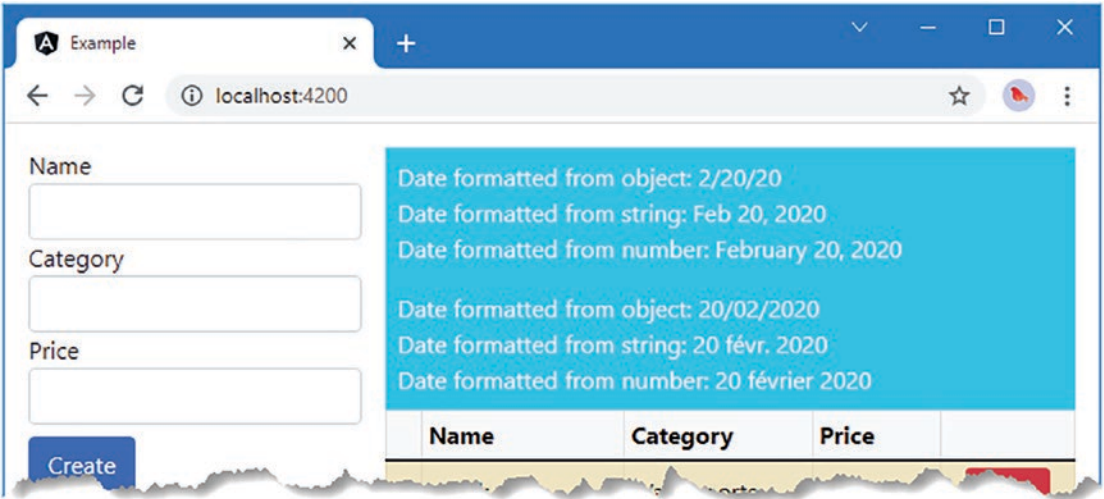 Example
localhost:4200
Name
Category
Price
Create
Date formatted from object: 2/20/20
Date formatted from string: Feb 20, 2020
Date formatted from number: February 20, 2020
Date formatted from object: 20/02/2020
Date formatted from string: 20 févr. 2020
Date formatted from number: 20 février 2020
Name Category Price